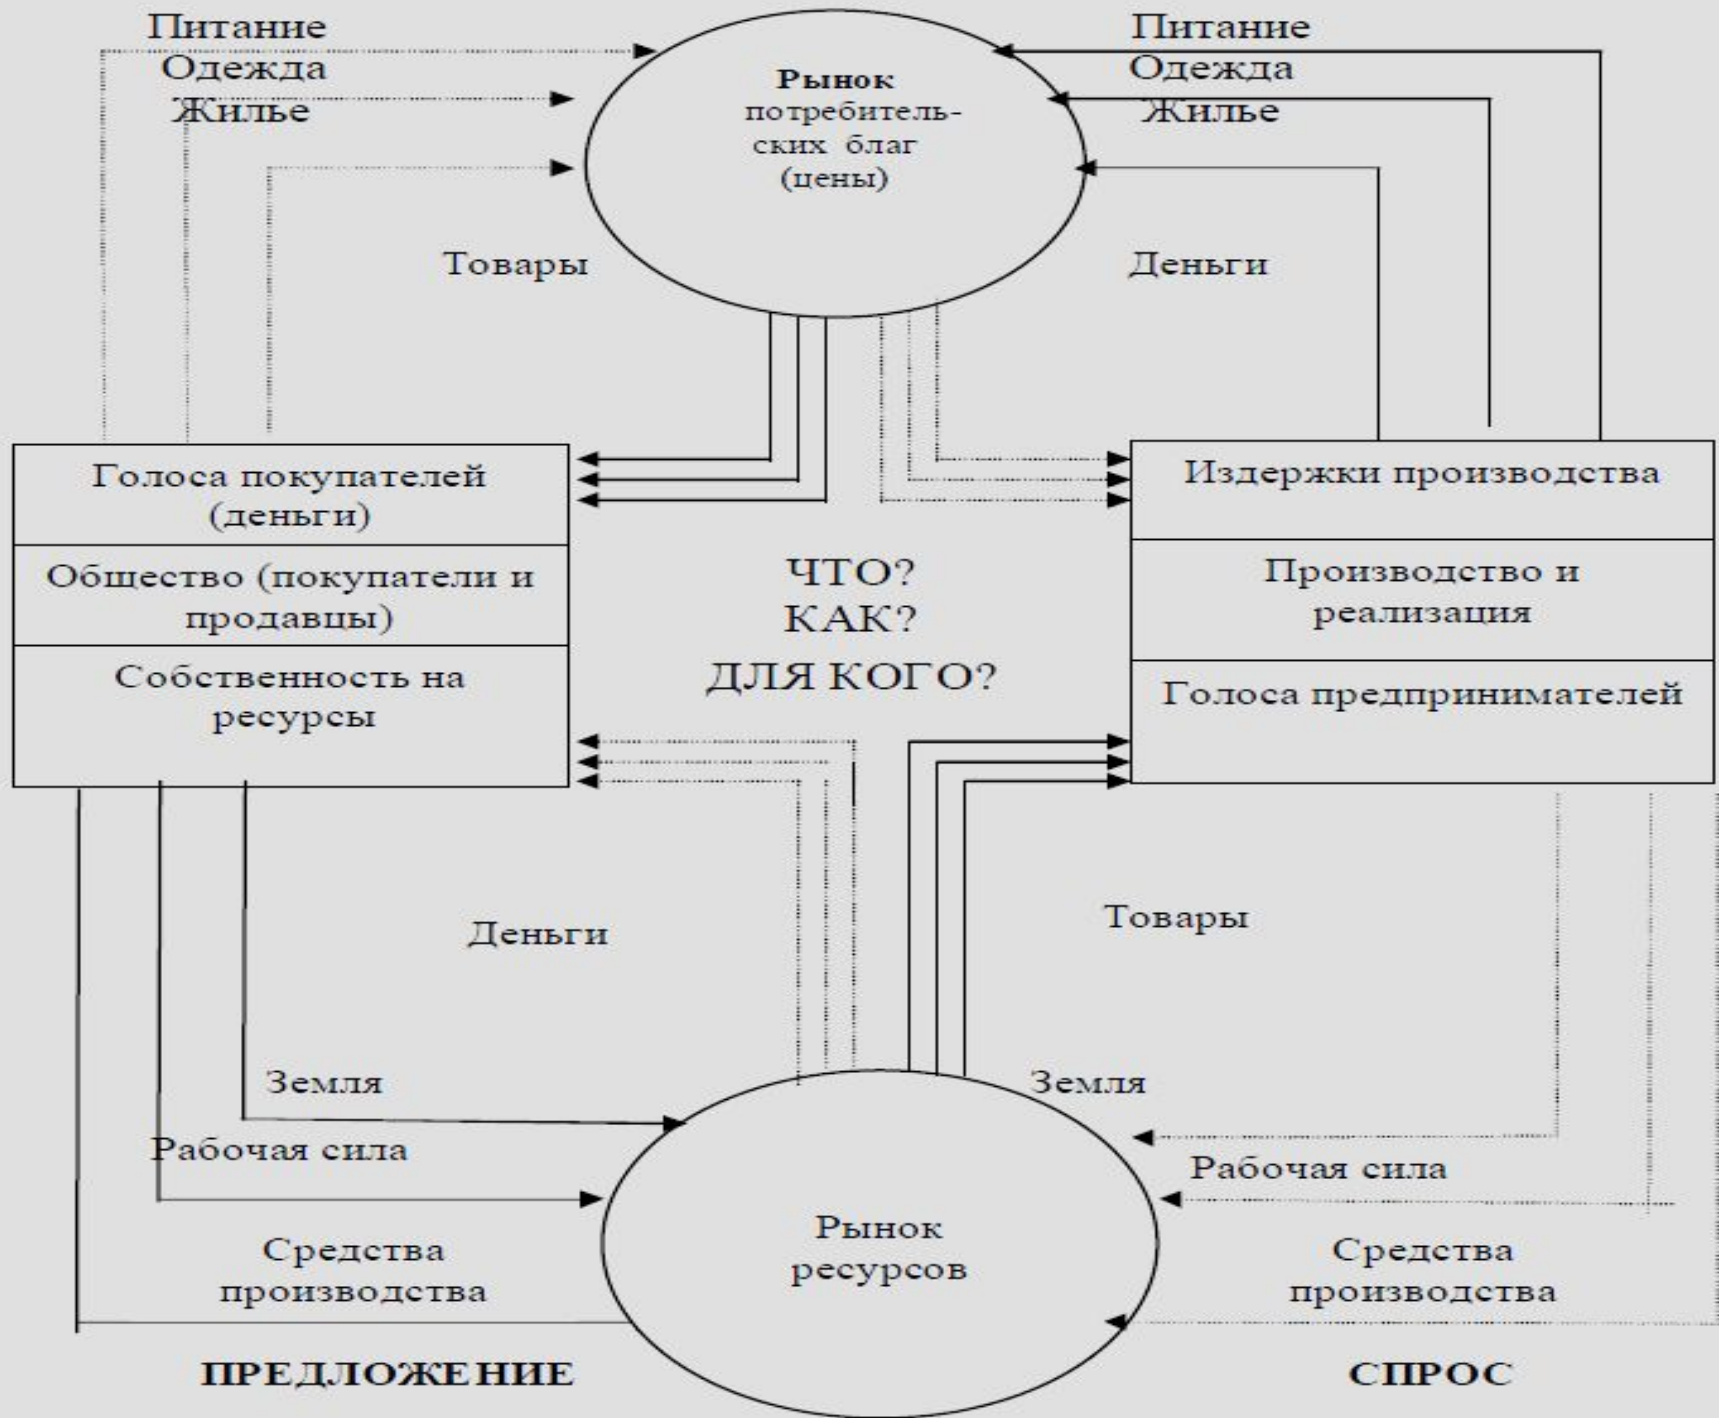 Питание
Одежда
Жилье
Рынок
потребитель-
ских благ
(цены)
Питание
Одежда
Жилье
Товары
Деньги
Голоса покупателей
(деньги)
Общество (покупатели и
продавцы)
Собственность на
ресурсы
ЧТО?
КАК?
ДЛЯ КОГО?
Издержки производства
Производство и
реализация
Голоса предпринимателей
Деньги
Товары
Земля
Рабочая сила
Средства
производства
Рынок
ресурсов
Земля
Рабочая сила
Средства
производства
ПРЕДЛОЖЕНИЕ
СПРОС